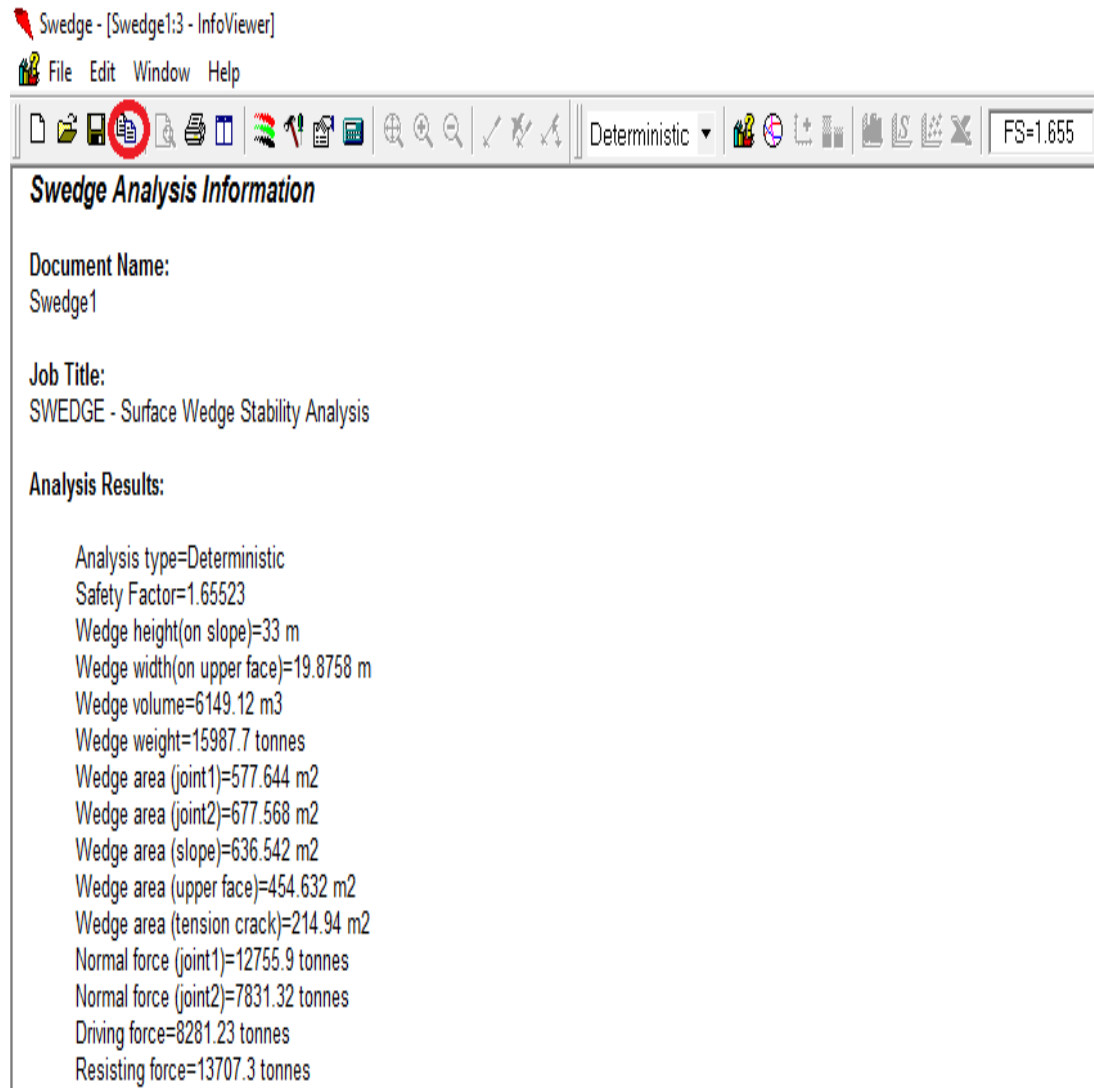 Swedge - [Swedge1:3 - InfoViewer]
File Edit Window Help
Deterministic
FS=1.655
Swedge Analysis Information
Document Name:
Swedge1
Job Title:
SWEDGE - Surface Wedge Stability Analysis
Analysis Results:
Analysis type=Deterministic
Safety Factor=1.65523
Wedge height(on slope)=33 m
Wedge width(on upper face)=19.8758 m
Wedge volume=6149.12 m3
Wedge weight=15987.7 tonnes
Wedge area (joint1)=577.644 m2
Wedge area (joint2)=677.568 m2
Wedge area (slope)=636.542 m2
Wedge area (upper face)=454.632 m2
Wedge area (tension crack)=214.94 m2
Normal force (joint1)=12755.9 tonnes
Normal force (joint2)=7831.32 tonnes
Driving force=8281.23 tonnes
Resisting force=13707.3 tonnes